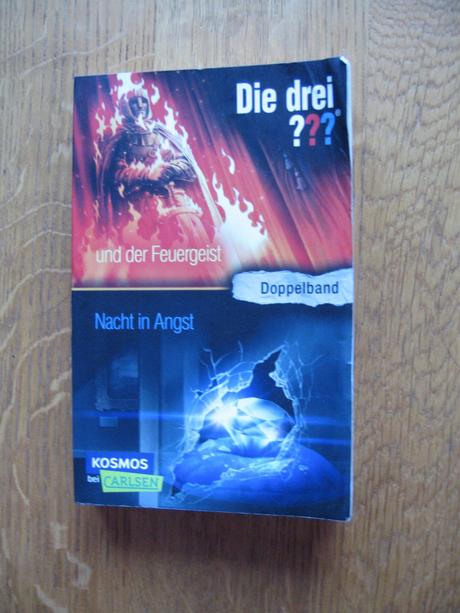 Die drei
???®
und der Feuergeist
Doppelband
Nacht in Angst
KOSMOS
bei CARLSEN